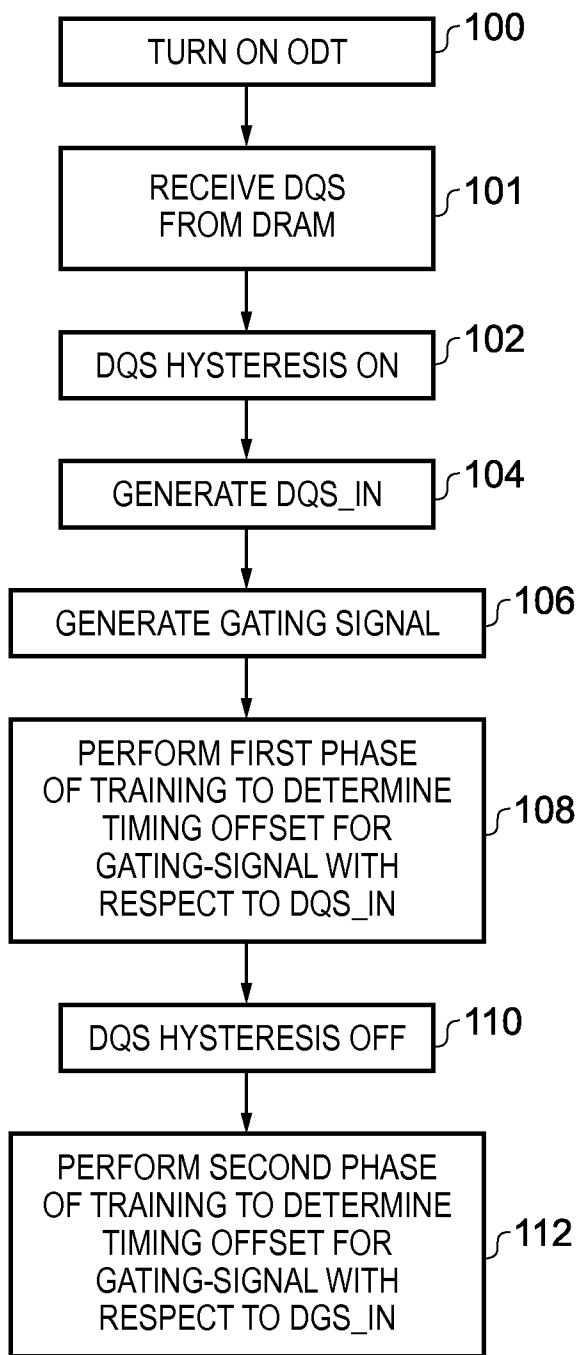 TURN ON ODT
100
RECEIVE DQS
FROM DRAM
101
DQS HYSTERESIS ON
102
GENERATE DQS_IN
104
GENERATE GATING SIGNAL
106
PERFORM FIRST PHASE
OF TRAINING TO DETERMINE
TIMING OFFSET FOR
GATING-SIGNAL WITH
RESPECT TO DQS_IN
108
DQS HYSTERESIS OFF
110
PERFORM SECOND PHASE
OF TRAINING TO DETERMINE
TIMING OFFSET FOR
GATING-SIGNAL WITH
RESPECT TO DGS_IN
112